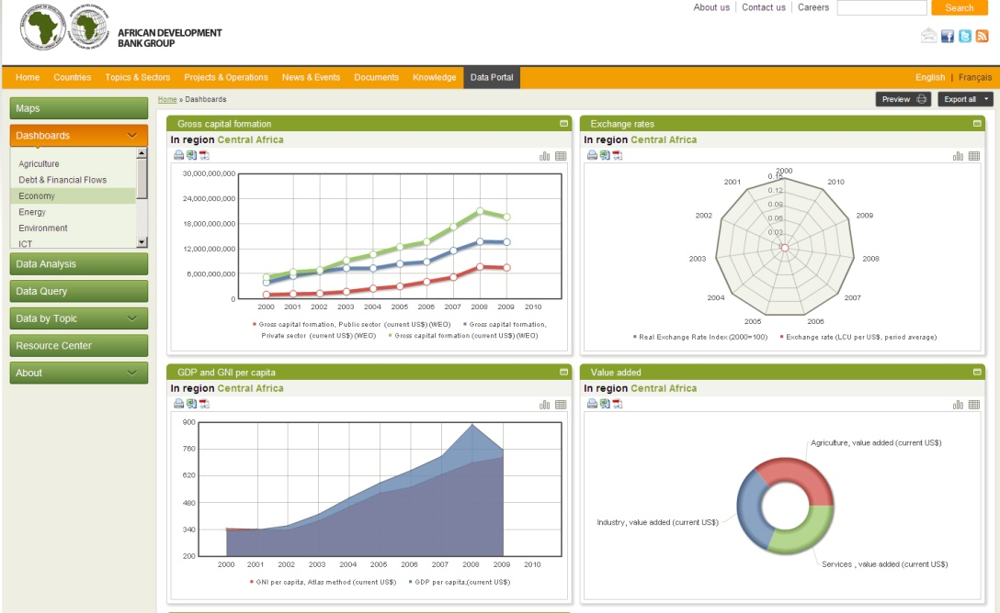 About us | Contact us | Careers
Search
AFRICAN DEVELOPMENT
BANK GROUP
Home Countries Topics & Sectors Projects & Operations News & Events Documents Knowledge Data Portal
English | Français
Home » Dashboards
Preview
Export all
Maps
Dashboards
Agriculture
Debt & Financial Flows
Economy
Energy
Environment
ICT
Data Analysis
Data Query
Data by Topic
Resource Center
About
Gross capital formation
In region Central Africa
30,000,000,000
24,000,000,000
18,000,000,000
12,000,000,000
6,000,000,000
0
2000 2001 2002 2003 2004 2005 2006 2007 2008 2009 2010
Gross capital formation, Public sector (current US$)(WEO) Gross capital formation,
Private sector (current US$)(WEO) Gross capital formation (current US$)(WEO)
Exchange rates
In region Central Africa
2000
2001
0.15
2010
0.12
0.09
2002
2009
0.06
0.03
0
2003
2008
2004
2007
2005
2006
Real Exchange Rate Index (2000=100) Exchange rate (LCU per US$, period average)
GDP and GNI per capita
In region Central Africa
900
760
620
480
340
200
2000 2001 2002 2003 2004 2005 2006 2007 2008 2009 2010
GNI per capita, Atlas method (current US$) GDP per capita,(current US$)
Value added
In region Central Africa
Agriculture, value added (current US$)
Industry, value added (current US$)
Services , value added (current US$)